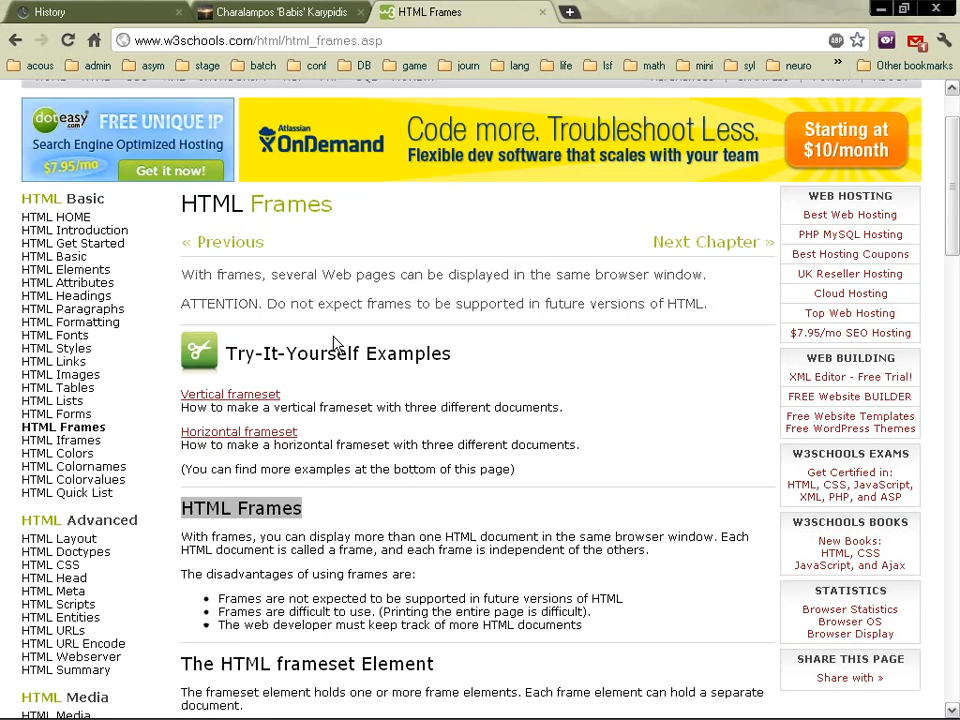 History
Charalampos 'Babis' Karypidis
HTML Frames
www.w3schools.com/html/html_frames.asp
ABP
acous
admin
asym
stage
batch
conf
DB
game
journ
lang
life
lsf
math
mini
syl
neuro
»
Other bookmarks
doteasy.com
FREE UNIQUE IP
Search Engine Optimized Hosting
$7.95/mo
Get it now!
Atlassian
OnDemand
Code more. Troubleshoot Less.
Flexible dev software that scales with your team
Starting at
$10/month
HTML Basic
HTML HOME
HTML Introduction
HTML Get Started
HTML Basic
HTML Elements
HTML Attributes
HTML Headings
HTML Paragraphs
HTML Formatting
HTML Fonts
HTML Styles
HTML Links
HTML Images
HTML Tables
HTML Lists
HTML Forms
HTML Frames
HTML Iframes
HTML Colors
HTML Colornames
HTML Colorvalues
HTML Quick List
HTML Advanced
HTML Layout
HTML Doctypes
HTML CSS
HTML Head
HTML Meta
HTML Scripts
HTML Entities
HTML URLs
HTML URL Encode
HTML Webserver
HTML Summary
HTML Media
HTML Media
HTML Frames
« Previous
Next Chapter »
With frames, several Web pages can be displayed in the same browser window.
ATTENTION. Do not expect frames to be supported in future versions of HTML.
Try-It-Yourself Examples
Vertical frameset
How to make a vertical frameset with three different documents.
Horizontal frameset
How to make a horizontal frameset with three different documents.
(You can find more examples at the bottom of this page)
HTML Frames
With frames, you can display more than one HTML document in the same browser window. Each
HTML document is called a frame, and each frame is independent of the others.
The disadvantages of using frames are:
• Frames are not expected to be supported in future versions of HTML
• Frames are difficult to use. (Printing the entire page is difficult).
• The web developer must keep track of more HTML documents
The HTML frameset Element
The frameset element holds one or more frame elements. Each frame element can hold a separate
document.
WEB HOSTING
Best Web Hosting
PHP MySQL Hosting
Best Hosting Coupons
UK Reseller Hosting
Cloud Hosting
Top Web Hosting
$7.95/mo SEO Hosting
WEB BUILDING
XML Editor - Free Trial!
FREE Website BUILDER
Free Website Templates
Free WordPress Themes
W3SCHOOLS EXAMS
Get Certified in:
HTML, CSS, JavaScript,
XML, PHP, and ASP
W3SCHOOLS BOOKS
New Books:
HTML, CSS
JavaScript, and Ajax
STATISTICS
Browser Statistics
Browser OS
Browser Display
SHARE THIS PAGE
Share with »